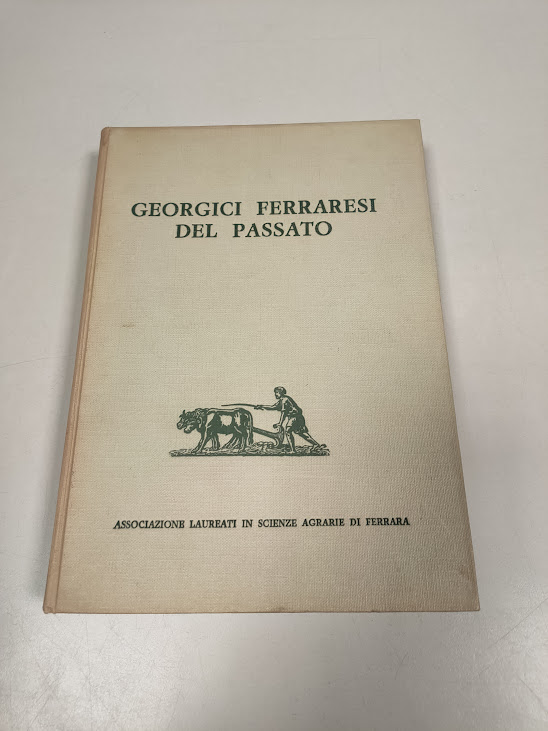 GEORGICI FERRARESI
DEL PASSATO
ASSOCIAZIONE LAUREATI IN SCIENZE AGRARIE DI FERRARA